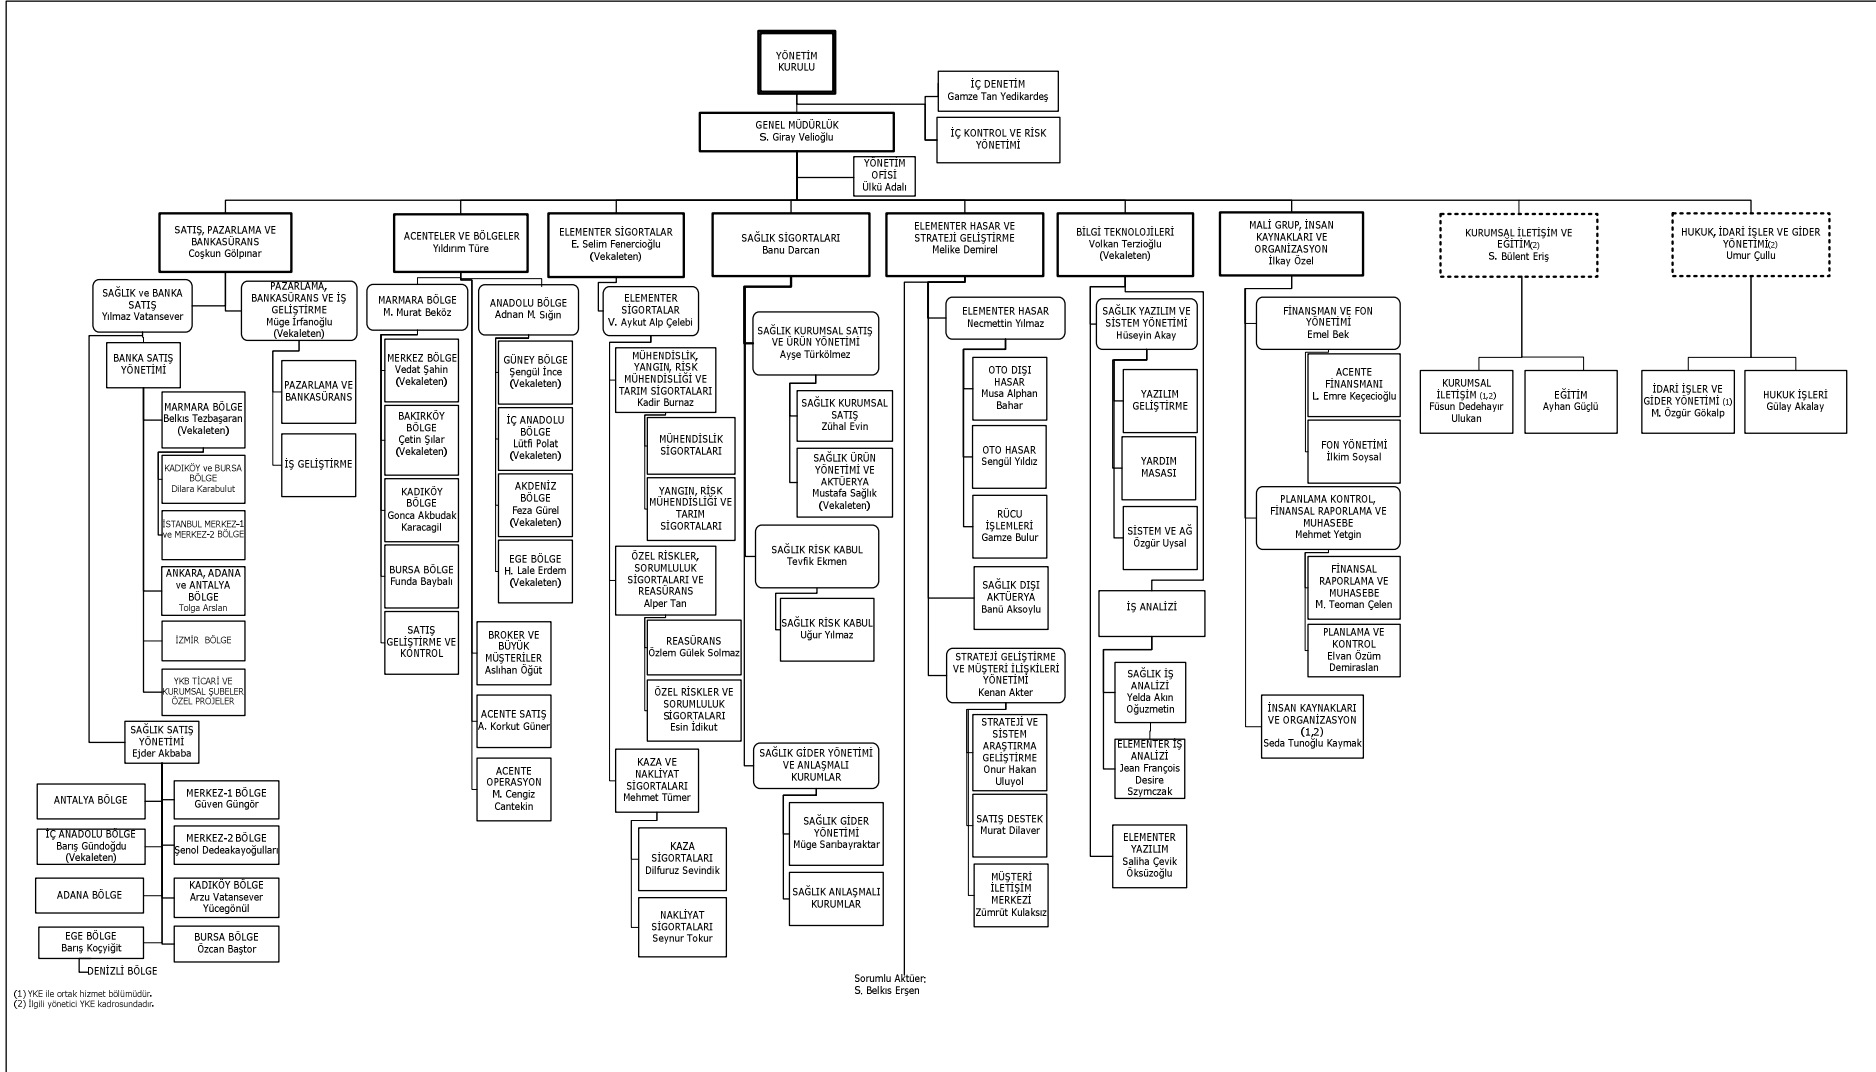 YÖNETİM
KURULU
İÇ DENETİM
Gamze Tan Yedikardeş
İÇ KONTROL VE RİSK
YÖNETİMİ
GENEL MÜDÜRLÜK
S. Giray Velioğlu
YÖNETİM
OFİSİ
Ülkü Adalı
SATIŞ, PAZARLAMA VE
BANKASÜRANS
Coşkun Gölpınar
SAĞLIK ve BANKA
SATIŞ
Yılmaz Vatansever
BANKA SATIŞ
YÖNETİMİ
MARMARA BÖLGE
Belkıs Tezbaşaran
(Vekaleten)
KADIKÖY ve BURSA
BÖLGE
Dilara Karabulut
İSTANBUL MERKEZ-1
ve MERKEZ-2 BÖLGE
ANKARA, ADANA
ve ANTALYA
BÖLGE
Tolga Arslan
İZMİR BÖLGE
YKB TİCARİ VE
KURUMSAL ŞUBELER
ÖZEL PROJELER
SAĞLIK SATIŞ
YÖNETİMİ
Ejder Akbaba
ANTALYA BÖLGE
MERKEZ-1 BÖLGE
Güven Güngör
İÇ ANADOLU BÖLGE
Barış Gündoğdu
(Vekaleten)
MERKEZ-2 BÖLGE
Şenol Dedeakayoğulları
ADANA BÖLGE
KADIKÖY BÖLGE
Arzu Vatansever
Yücegönül
EGE BÖLGE
Barış Koçyiğit
BURSA BÖLGE
Özcan Baştor
DENİZLİ BÖLGE
PAZARLAMA,
BANKASÜRANS VE İŞ
GELİŞTİRME
Müge İrfanoğlu
(Vekaleten)
PAZARLAMA VE
BANKASÜRANS
İŞ GELİŞTİRME
ACENTELER VE BÖLGELER
Yıldırım Türe
MARMARA BÖLGE
M. Murat Beköz
MERKEZ BÖLGE
Vedat Şahin
(Vekaleten)
BAKIRKÖY
BÖLGE
Çetin Şılar
(Vekaleten)
KADIKÖY
BÖLGE
Gonca Akbudak
Karacagil
BURSA BÖLGE
Funda Baybalı
SATIŞ
GELİŞTİRME VE
KONTROL
ANADOLU BÖLGE
Adnan M. Sığın
GÜNEY BÖLGE
Şengül İnce
(Vekaleten)
İÇ ANADOLU
BÖLGE
Lütfi Polat
(Vekaleten)
AKDENİZ
BÖLGE
Feza Gürel
(Vekaleten)
EGE BÖLGE
H. Lale Erdem
(Vekaleten)
BROKER VE
BÜYÜK
MÜŞTERİLER
Aslıhan Öğüt
ACENTE SATIŞ
A. Korkut Güner
ACENTE
OPERASYON
M. Cengiz
Cantekin
ELEMENTER SİGORTALAR
E. Selim Fenercioğlu
(Vekaleten)
ELEMENTER
SİGORTALAR
V. Aykut Alp Çelebi
MÜHENDİSLİK,
YANGIN, RİSK
MÜHENDİSLİĞİ VE
TARIM SİGORTALARI
Kadir Burnaz
MÜHENDİSLİK
SİGORTALARI
YANGIN, RİSK
MÜHENDİSLİĞİ VE
TARIM
SİGORTALARI
ÖZEL RİSKLER,
SORUMLULUK
SİGORTALARI VE
REASÜRANS
Alper Tan
REASÜRANS
Özlem Gülek Solmaz
ÖZEL RİSKLER VE
SORUMLULUK
SİGORTALARI
Esin İdikut
KAZA VE
NAKLİYAT
SİGORTALARI
Mehmet Tümer
KAZA
SİGORTALARI
Dilfuruz Sevindik
NAKLİYAT
SİGORTALARI
Seynur Tokur
SAĞLIK SİGORTALARI
Banu Darcan
SAĞLIK KURUMSAL SATIŞ
VE ÜRÜN YÖNETİMİ
Ayşe Türkölmez
SAĞLIK KURUMSAL
SATIŞ
Zühal Evin
SAĞLIK ÜRÜN
YÖNETİMİ VE
AKTÜERYA
Mustafa Sağlık
(Vekaleten)
SAĞLIK RİSK KABUL
Tevfik Ekmen
SAĞLIK RİSK KABUL
Uğur Yılmaz
SAĞLIK GİDER YÖNETİMİ
VE ANLAŞMALI
KURUMLAR
SAĞLIK GİDER
YÖNETİMİ
Müge Sarıbayraktar
SAĞLIK ANLAŞMALI
KURUMLAR
ELEMENTER HASAR VE
STRATEJİ GELİŞTİRME
Melike Demirel
ELEMENTER HASAR
Necmettin Yılmaz
OTO DIŞI
HASAR
Musa Alphan
Bahar
OTO HASAR
Sengül Yıldız
RÜCU
İŞLEMLERİ
Gamze Bulur
SAĞLIK DIŞI
AKTÜERYA
Banü Aksoylu
STRATEJİ GELİŞTİRME
VE MÜŞTERİ İLİŞKİLERİ
YÖNETİMİ
Kenan Akter
STRATEJİ VE
SİSTEM
ARAŞTIRMA
GELİŞTİRME
Onur Hakan
Uluyol
SATIŞ DESTEK
Murat Dilaver
MÜŞTERİ
İLETİŞİM
MERKEZİ
Zümrüt Kulaksız
Sorumlu Aktüer:
S. Belkıs Erşen
BİLGİ TEKNOLOJİLERİ
Volkan Terzioğlu
(Vekaleten)
SAĞLIK YAZILIM VE
SİSTEM YÖNETİMİ
Hüseyin Akay
YAZILIM
GELİŞTİRME
YARDIM
MASASI
SİSTEM VE AĞ
Özgür Uysal
İŞ ANALİZİ
SAĞLIK İŞ
ANALİZİ
Yelda Akın
Oğuzmetin
ELEMENTER İŞ
ANALİZİ
Jean François
Desire
Szymczak
ELEMENTER
YAZILIM
Saliha Çevik
Öksüzoğlu
MALİ GRUP, İNSAN
KAYNAKLARI VE
ORGANİZASYON
İlkay Özel
FİNANSMAN VE FON
YÖNETİMİ
Emel Bek
ACENTE
FİNANSMANI
L. Emre Keçecioğlu
FON YÖNETİMİ
İlkim Soysal
PLANLAMA KONTROL,
FİNANSAL RAPORLAMA VE
MUHASEBE
Mehmet Yetgin
FİNANSAL
RAPORLAMA VE
MUHASEBE
M. Teoman Çelen
PLANLAMA VE
KONTROL
Elvan Özüm
Demiraslan
İNSAN KAYNAKLARI
VE ORGANİZASYON
(1,2)
Seda Tunoğlu Kaymak
KURUMSAL İLETİŞİM VE
EĞİTİM(2)
S. Bülent Eriş
KURUMSAL
İLETİŞİM (1,2)
Füsun Dedehayır
Ulukan
EĞİTİM
Ayhan Güçlü
HUKUK, İDARİ İŞLER VE GİDER
YÖNETİMİ(2)
Umur Çullu
İDARİ İŞLER VE
GİDER YÖNETİMİ (1)
M. Özgür Gökalp
HUKUK İŞLERİ
Gülay Akalay
(1) YKE ile ortak hizmet bölümüdür.
(2) İlgili yönetici YKE kadrosundadır.